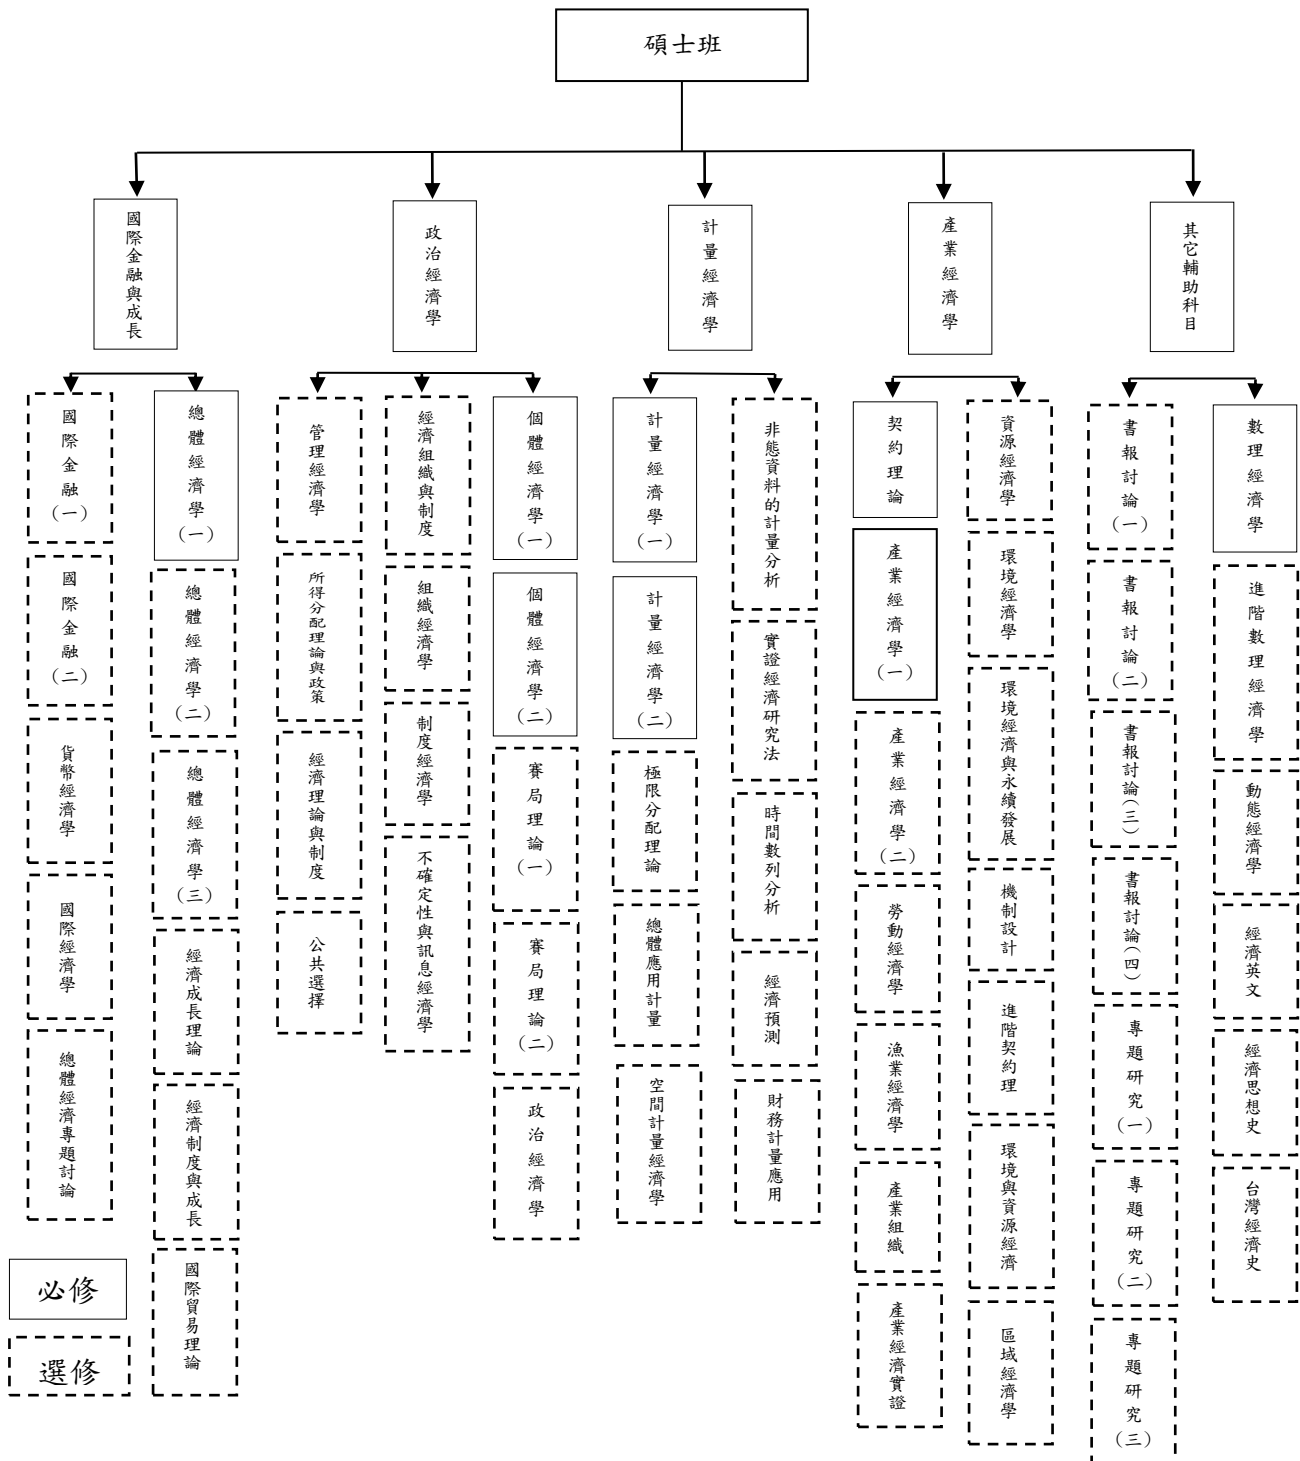 碩士班
國際金融與成長
政治經濟學
計量經濟學
產業經濟學
其它輔助科目
國際金融(一)
國際金融(二)
貨幣經濟學
國際經濟學
總體經濟專題討論
總體經濟學(一)
總體經濟學(二)
總體經濟學(三)
經濟成長理論
經濟制度與成長
國際貿易理論
管理經濟學
所得分配理論與政策
經濟理論與制度
公共選擇
經濟組織與制度
組織經濟學
制度經濟學
不確定性與訊息經濟學
個體經濟學(一)
個體經濟學(二)
賽局理論(一)
賽局理論(二)
政治經濟學
計量經濟學(一)
計量經濟學(二)
極限分配理論
總體應用計量
空間計量經濟學
非態資料的計量分析
實證經濟研究法
時間數列分析
經濟預測
財務計量應用
契約理論
產業經濟學(一)
產業經濟學(二)
勞動經濟學
漁業經濟學
產業組織
產業經濟實證
資源經濟學
環境經濟學
環境經濟與永續發展
機制設計
進階契約理
環境與資源經濟
區域經濟學
書報討論(一)
書報討論(二)
書報討論(三)
書報討論(四)
專題研究(一)
專題研究(二)
專題研究(三)
數理經濟學
進階數理經濟學
動態經濟學
經濟英文
經濟思想史
台灣經濟史
必修
選修